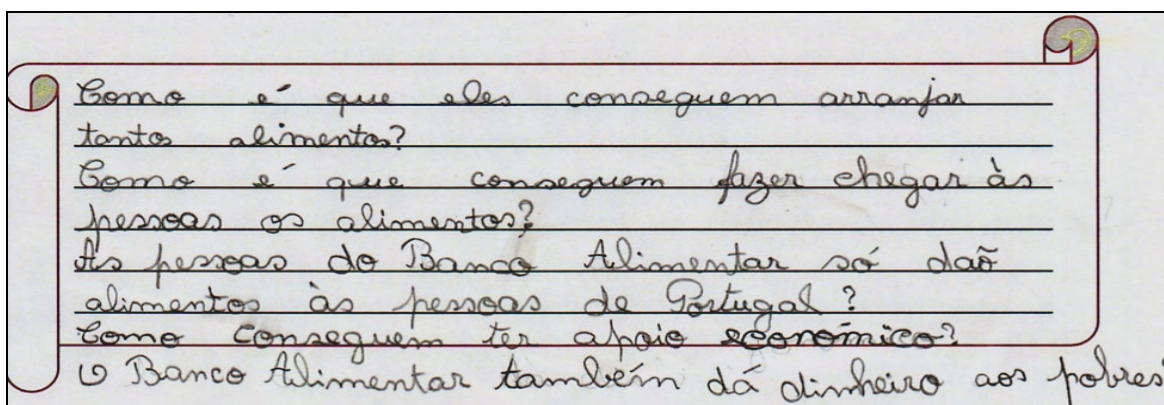 Como é que eles conseguem arranjar
tantos alimentos?
Como é que conseguem fazer chegar às
pessoas os alimentos?
As pessoas do Banco Alimentar só daõ
alimentos às pessoas de Portugal?
Como conseguem ter apoio económico?
O Banco Alimentar também dá dinheiro aos pobres